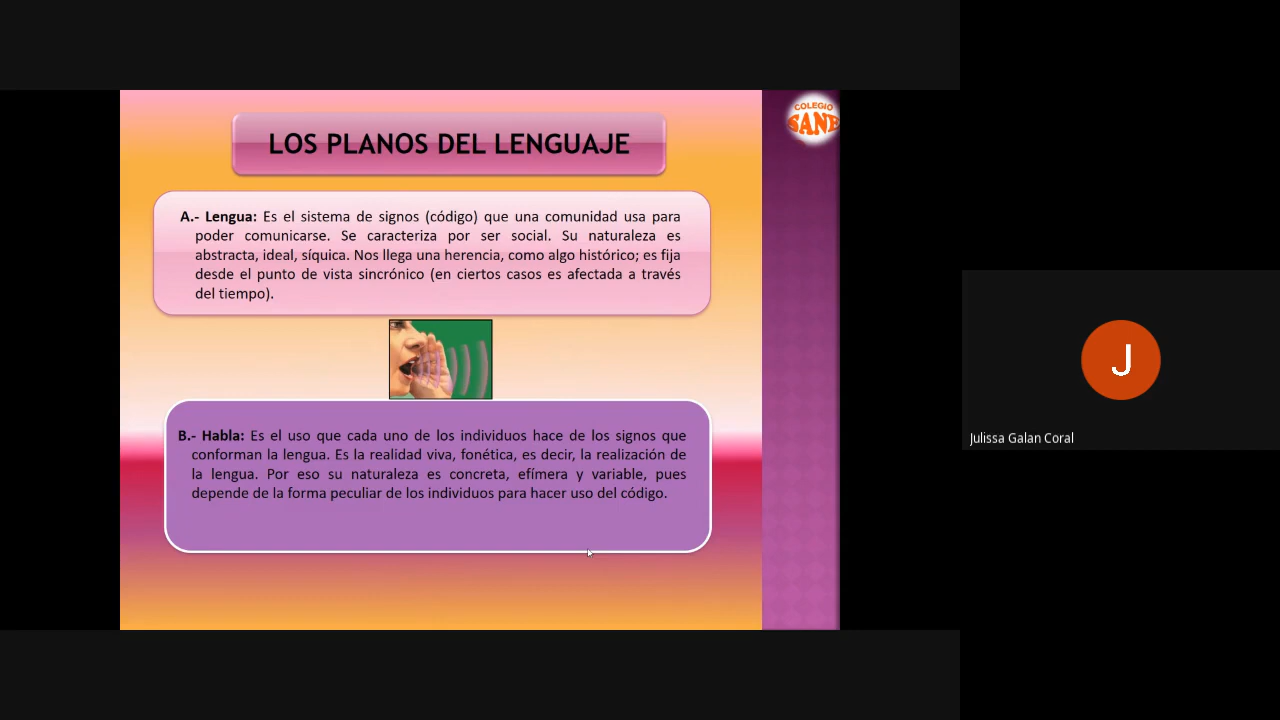 COLEGIO
SANE
LOS PLANOS DEL LENGUAJE
A.- Lengua: Es el sistema de signos (código) que una comunidad usa para
poder comunicarse. Se caracteriza por ser social. Su naturaleza es
abstracta, ideal, síquica. Nos llega una herencia, como algo histórico; es fija
desde el punto de vista sincrónico (en ciertos casos es afectada a través
del tiempo).
B.- Habla: Es el uso que cada uno de los individuos hace de los signos que
conforman la lengua. Es la realidad viva, fonética, es decir, la realización de
la lengua. Por eso su naturaleza es concreta, efímera y variable, pues
depende de la forma peculiar de los individuos para hacer uso del código.
J
Julissa Galan Coral